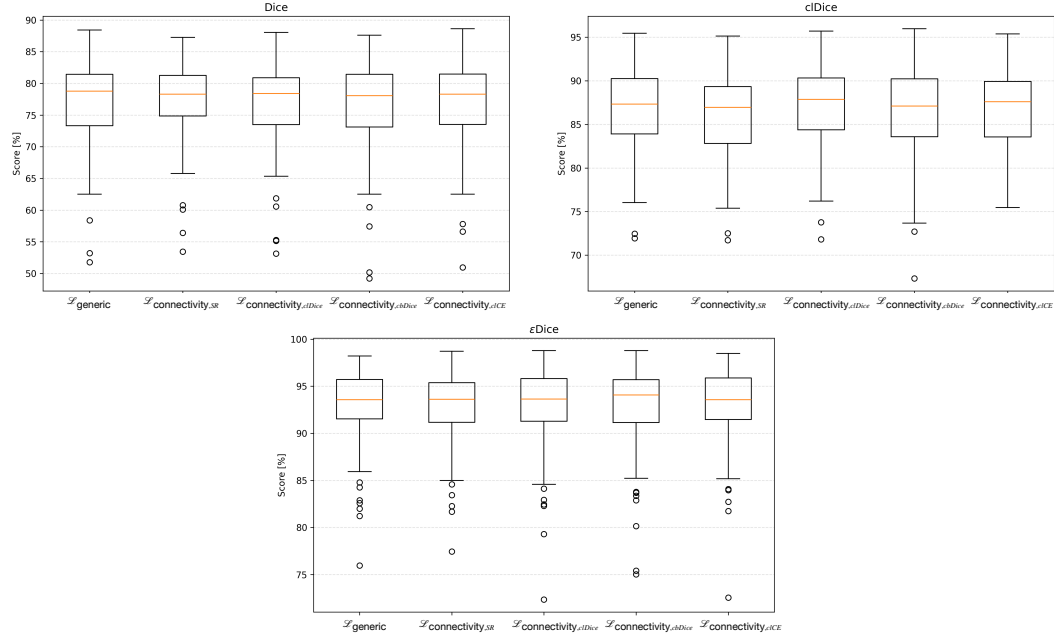 Dice
90
85
80
75
70
65
60
55
50
Score [%]
ℒgeneric ℒconnectivity,SR ℒconnectivity,clDice ℒconnectivity,cbDice ℒconnectivity,clCE
clDice
95
90
85
80
75
70
Score [%]
ℒgeneric ℒconnectivity,SR ℒconnectivity,clDice ℒconnectivity,cbDice ℒconnectivity,clCE
εDice
100
95
90
85
80
75
Score [%]
ℒgeneric ℒconnectivity,SR ℒconnectivity,clDice ℒconnectivity,cbDice ℒconnectivity,clCE